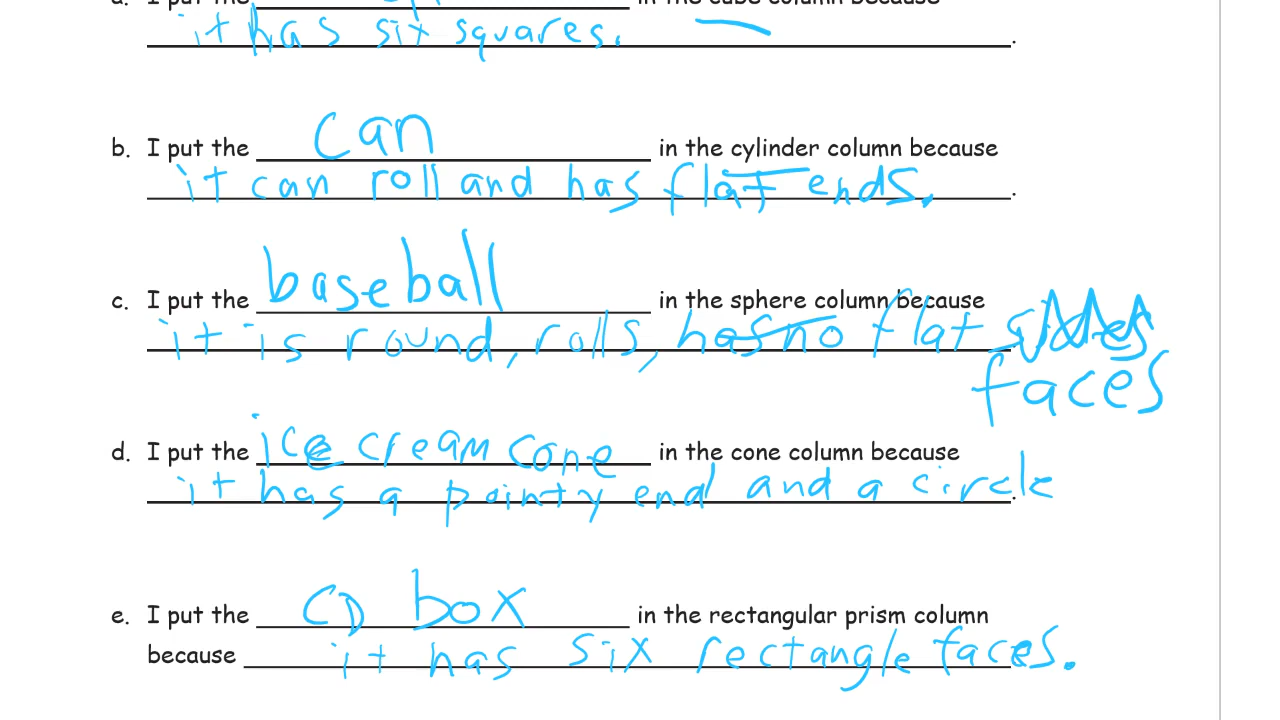 a. I put the in the cube column because
it has six squares.
.
b. I put the can in the cylinder column because
it can roll and has flat ends.
.
c. I put the baseball in the sphere column because
it is round, rolls, has no flat
faces
d. I put the ice cream cone in the cone column because
it has a pointy end and a circle
.
e. I put the CD box in the rectangular prism column
because it has six rectangle faces.